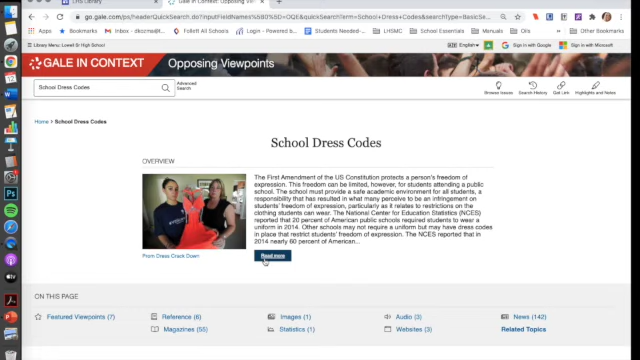 LHS Library
Gale In Context: Opposing Vie
go.gale.com/ps/headerQuickSearch.do?inputFieldNames%5B0%5D=OQE&quickSearchTerm=School+Dress+Codes&searchType=BasicSe
Apps
Bookmarks
Inbox
Follett All Schools
Login - Powered b
Students Needed-
LHSMC
School Essentials
Manuals
Other Bookmarks
Library Menu: Lowell Sr High School
English
Sign in with Google
Sign in with Microsoft
GALE IN CONTEXT
Opposing Viewpoints
School Dress Codes
Advanced
Search
Browse Issues
Search History
Get Link
Highlights and Notes
Home > School Dress Codes
School Dress Codes
OVERVIEW
The First Amendment of the US Constitution protects a person's freedom of
expression. This freedom can be limited, however, for students attending a public
school. The school must provide a safe academic environment for all students, a
responsibility that has resulted in what many perceive to be an infringement on
students' freedom of expression, particularly as it relates to restrictions on the
clothing students can wear. The National Center for Education Statistics (NCES)
reported that 20 percent of American public schools required students to wear a
uniform in 2014. Other schools may not require a uniform but may have dress codes
in place that restrict students' freedom of expression. The NCES reported that in
2014 nearly 60 percent of American...
Prom Dress Crack Down
Read more
ON THIS PAGE
Featured Viewpoints (7)
Reference (6)
Images (1)
Audio (3)
News (142)
Magazines (55)
Statistics (1)
Websites (3)
Related Topics